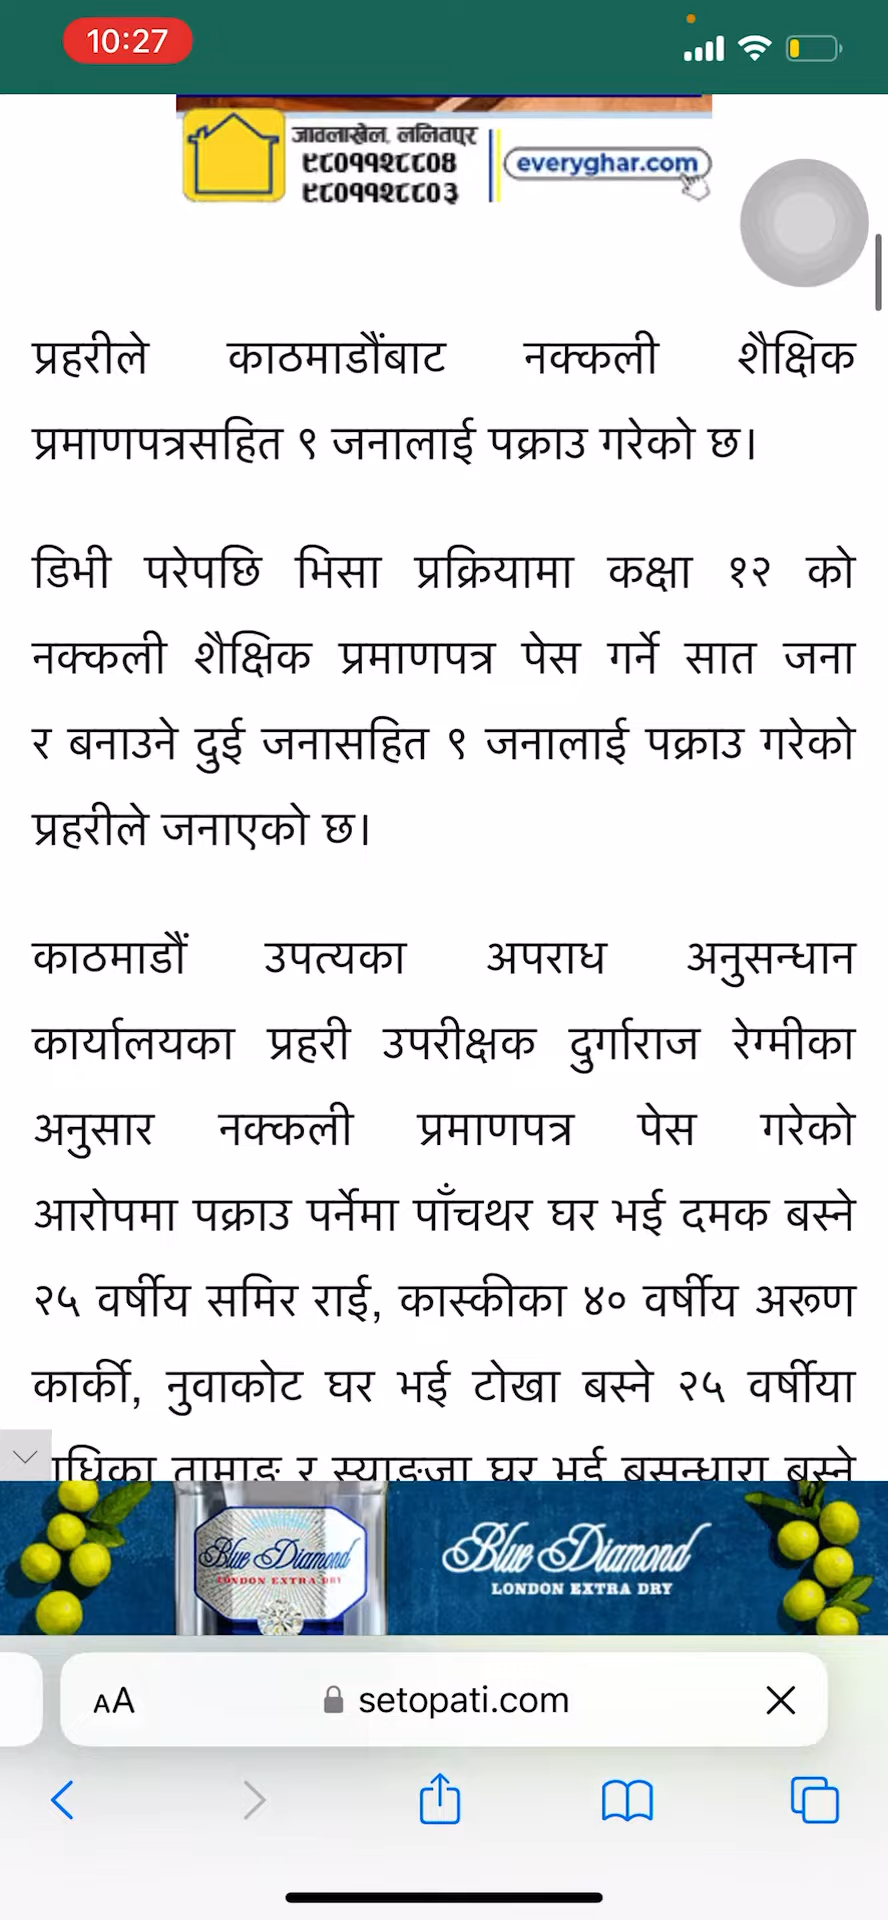 10:27
जावलाखेल, ललितपुर
९८०११२८८०४
everyghar.com
९८०११२८८०३
प्रहरीले काठमाडौंबाट नक्कली शैक्षिक
प्रमाणपत्रसहित ९ जनालाई पक्राउ गरेको छ।
डिभी परेपछि भिसा प्रक्रियामा कक्षा १२ को
नक्कली शैक्षिक प्रमाणपत्र पेस गर्ने सात जना
र बनाउने दुई जनासहित ९ जनालाई पक्राउ गरेको
प्रहरीले जनाएको छ।
काठमाडौं उपत्यका अपराध अनुसन्धान
कार्यालयका प्रहरी उपरीक्षक दुर्गाराज रेग्मीका
अनुसार नक्कली प्रमाणपत्र पेस गरेको
आरोपमा पक्राउ पर्नेमा पाँचथर घर भई दमक बस्ने
२५ वर्षीय समिर राई, कास्कीका ४० वर्षीय अरूण
कार्की, नुवाकोट घर भई टोखा बस्ने २५ वर्षीया
तामाङ र स्याङ्जा घर भई बसुन्धारा बस्ने
Blue Diamond
LONDON EXTRA DRY
Blue Diamond
LONDON EXTRA DRY
AA setopati.com